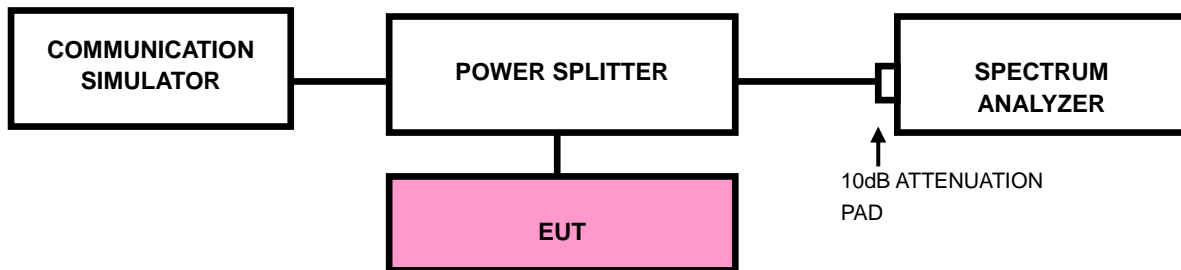 COMMUNICATION
SIMULATOR
POWER SPLITTER
SPECTRUM
ANALYZER
10dB ATTENUATION
PAD
EUT